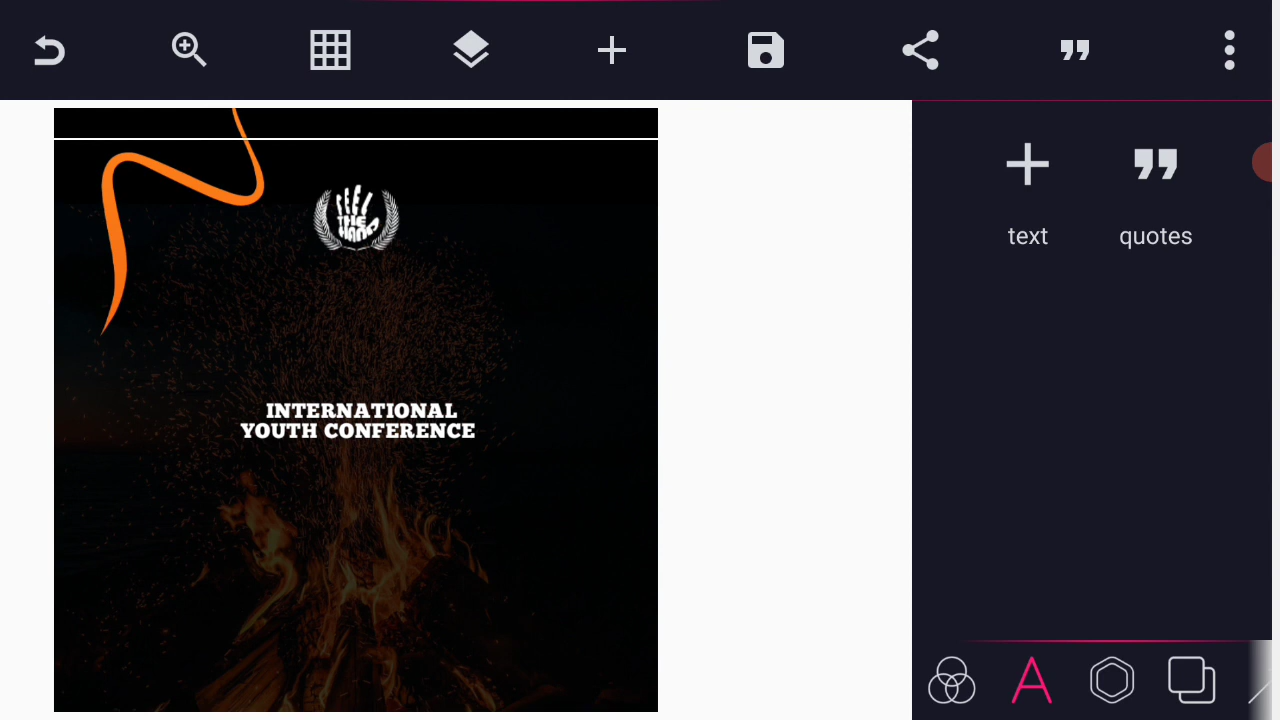 FEEL
THE
HAND
INTERNATIONAL
YOUTH CONFERENCE
text
quotes